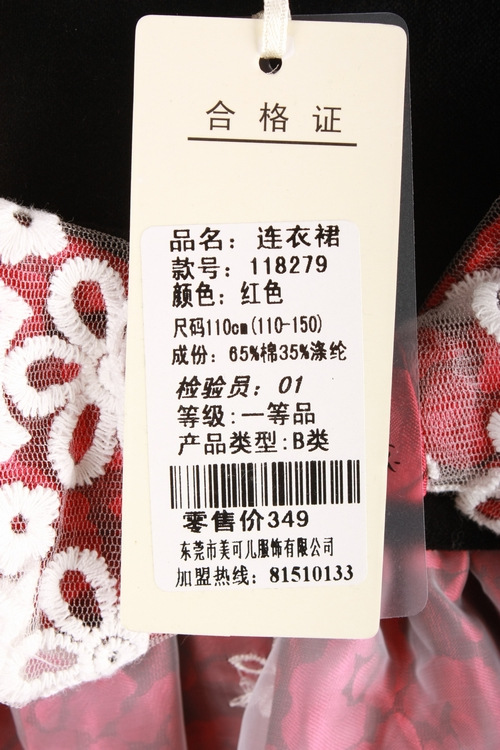 合格证
品名：连衣裙
款号：118279
颜色：红色
尺码110cm(110-150)
成份：65%棉35%涤纶
检验员：01
等级:一等品
产品类型:B类
零售价349
东莞市美可儿服饰有限公司
加盟热线：81510133